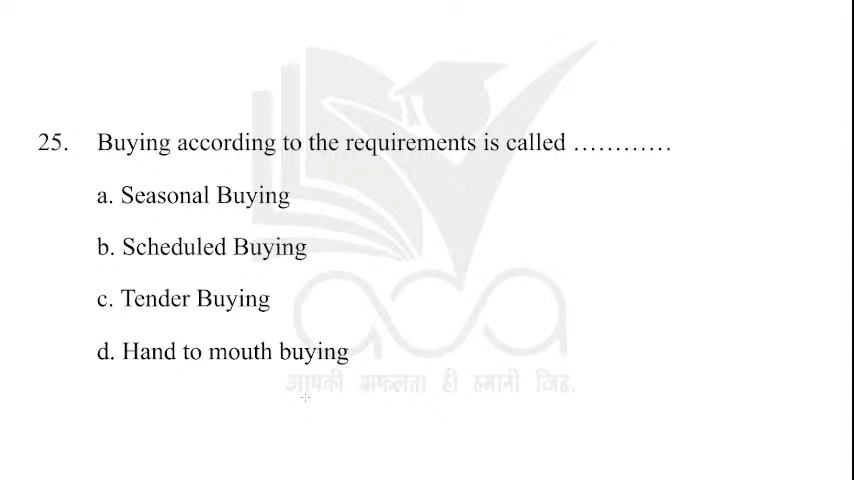 25. Buying according to the requirements is called …………
a. Seasonal Buying
b. Scheduled Buying
c. Tender Buying
d. Hand to mouth buying
आपकी सफलता ही हमारी जिद.